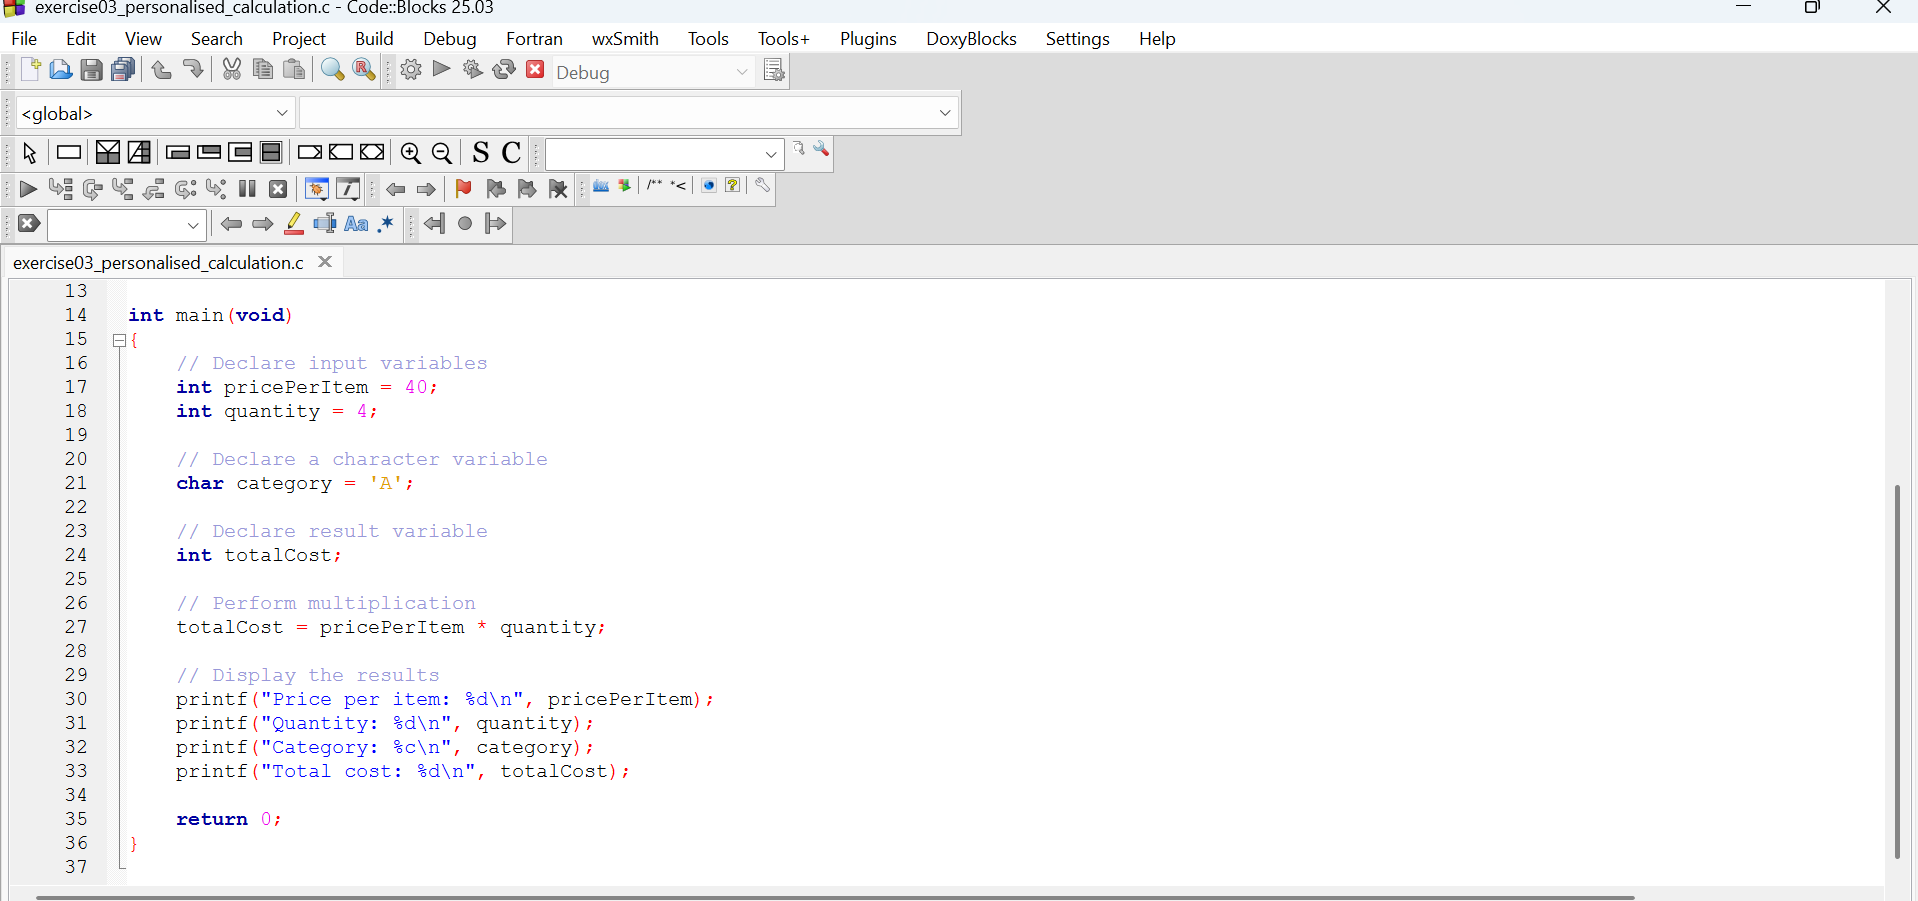 exercise03_personalised_calculation.c - Code::Blocks 25.03
File Edit View Search Project Build Debug Fortran wxSmith Tools Tools+ Plugins DoxyBlocks Settings Help
Debug
<global>
S C
/** *<
Aa .*
exercise03_personalised_calculation.c
13
14 int main(void)
15 {
16     // Declare input variables
17     int pricePerItem = 40;
18     int quantity = 4;
19
20     // Declare a character variable
21     char category = 'A';
22
23     // Declare result variable
24     int totalCost;
25
26     // Perform multiplication
27     totalCost = pricePerItem * quantity;
28
29     // Display the results
30     printf("Price per item: %d\n", pricePerItem);
31     printf("Quantity: %d\n", quantity);
32     printf("Category: %c\n", category);
33     printf("Total cost: %d\n", totalCost);
34
35     return 0;
36 }
37